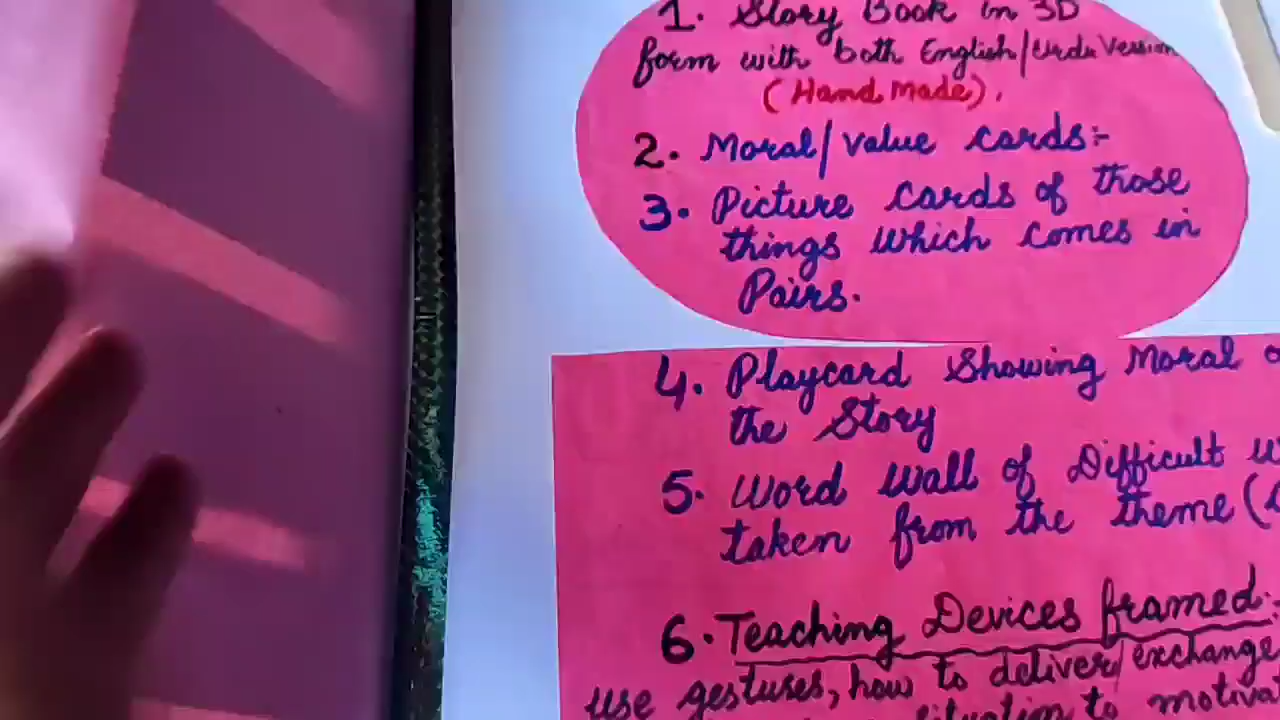 1. Story Book in 3D
form with both English/Urdu Version
(Hand Made).
2. Moral/Value Cards:-
3. Picture Cards of those
things which comes in
Pairs.
4. Playcard Showing Moral
the Story
5. Word Wall of Difficult
taken from the theme
6. Teaching Devices framed:
use gestures, how to deliver/exchange
situation to